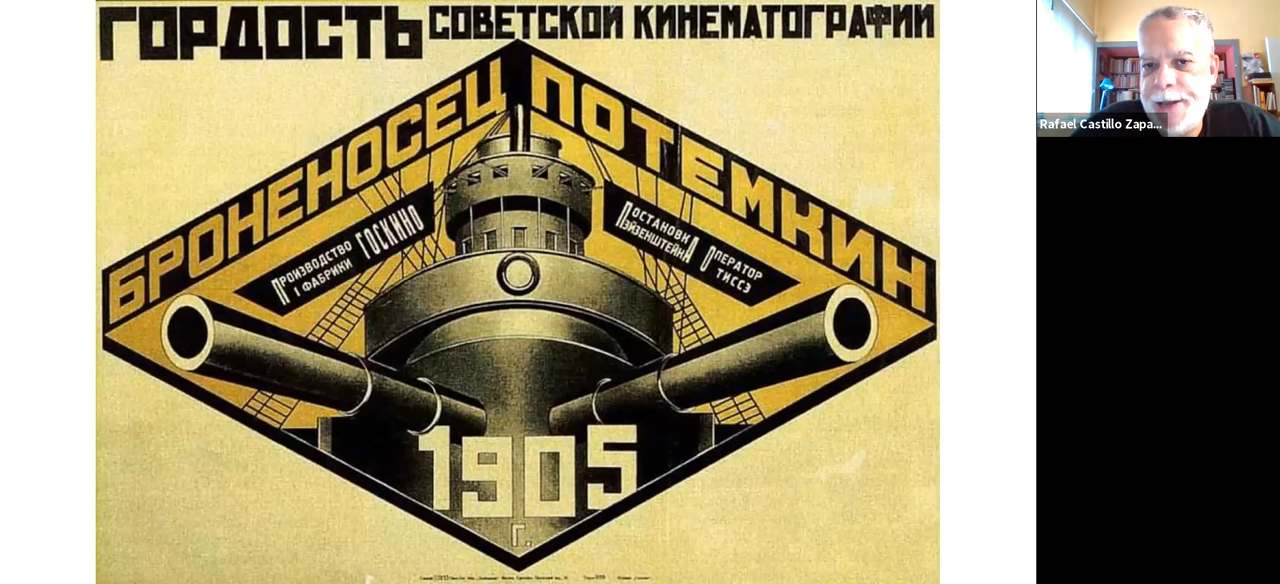 ГОРДОСТЬ СОВЕТСКОЙ КИНЕМАТОГРАФИИ
БРОНЕНОСЕЦ ПОТЕМКИН
ПРОИЗВОДСТВО
I ФАБРИКИ ГОСКИНО
ПОСТАНОВКА
ЭЙЗЕНШТЕЙНА
ОПЕРАТОР
ТИССЭ
1905
Г.
Rafael Castillo Zapa...